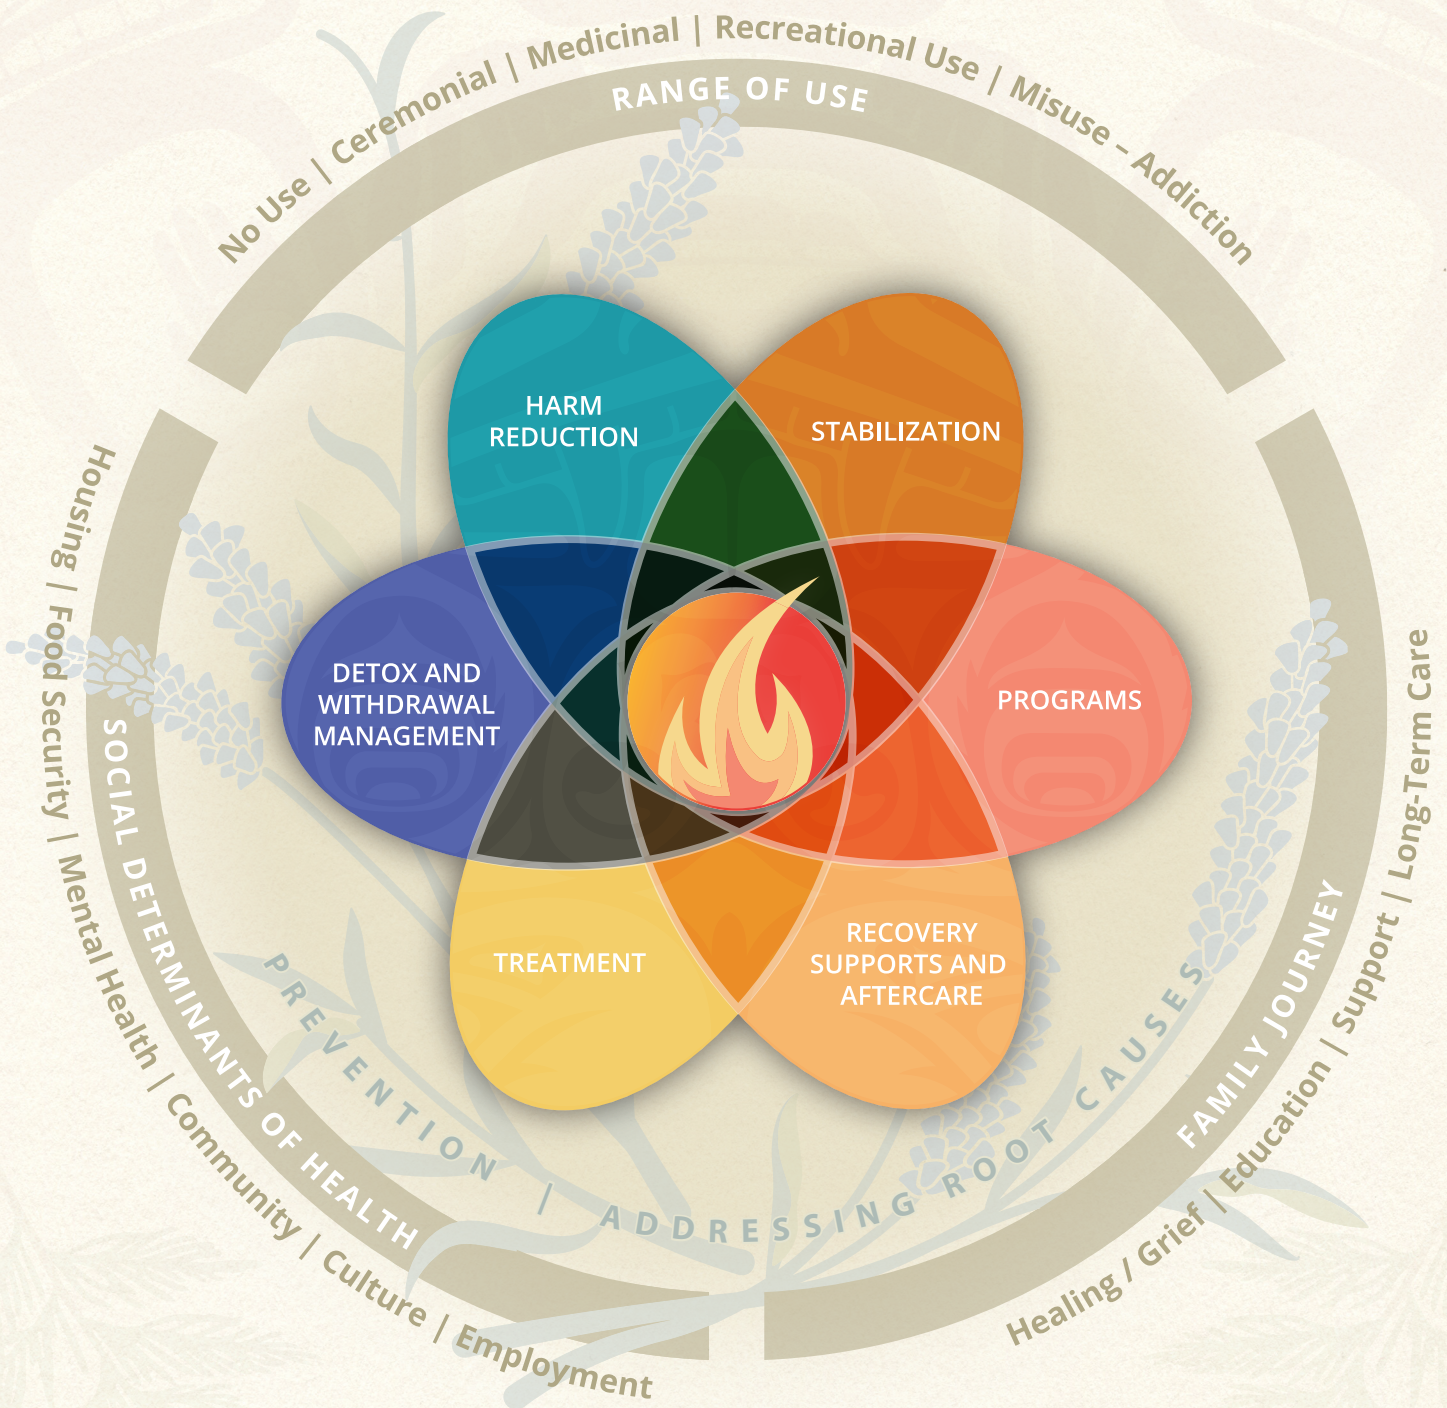 No Use | Ceremonial | Medicinal | Recreational Use | Misuse – Addiction
RANGE OF USE
HARM
REDUCTION
STABILIZATION
DETOX AND
WITHDRAWAL
MANAGEMENT
PROGRAMS
TREATMENT
RECOVERY
SUPPORTS AND
AFTERCARE
PREVENTION | ADDRESSING ROOT CAUSES
SOCIAL DETERMINANTS OF HEALTH
Housing | Food Security | Mental Health | Community | Culture | Employment
FAMILY JOURNEY
Healing / Grief | Education | Support | Long-Term Care